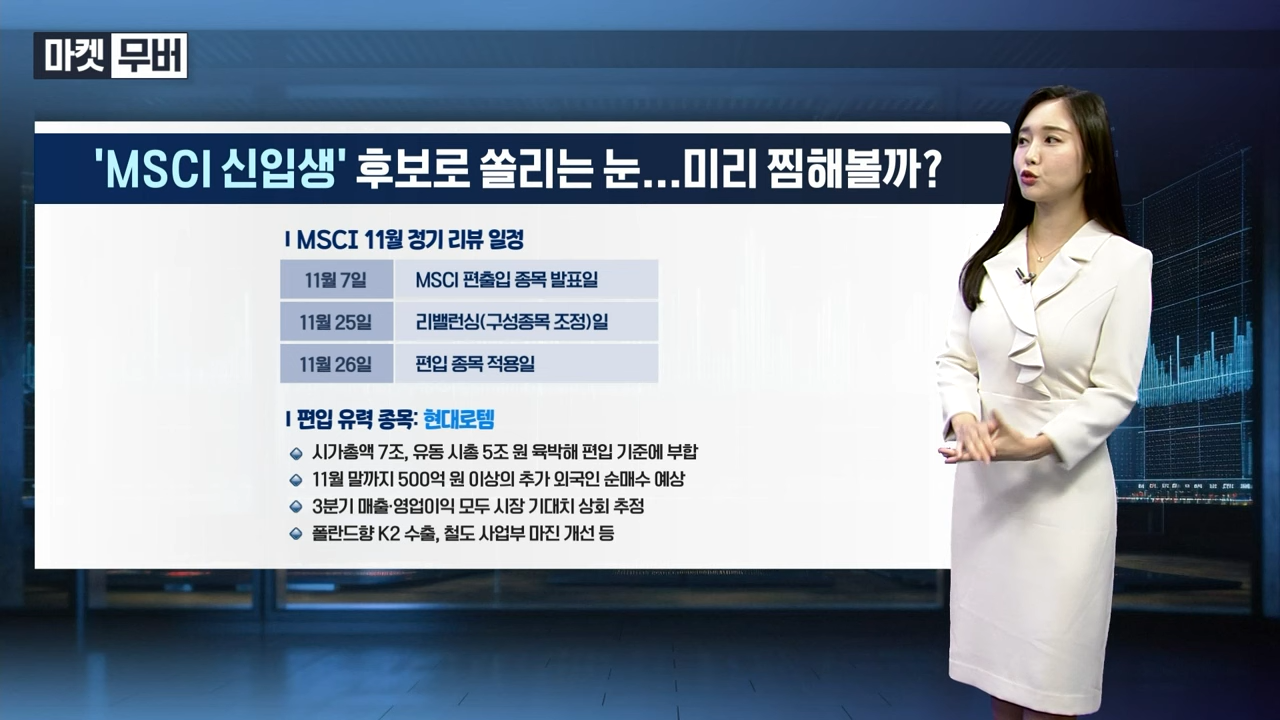 마켓무버
'MSCI 신입생' 후보로 쏠리는 눈...미리 찜해볼까?
MSCI 11월 정기 리뷰 일정
11월 7일 MSCI 편출입 종목 발표일
11월 25일 리밸런싱(구성종목 조정)일
11월 26일 편입 종목 적용일
편입 유력 종목: 현대로템
시가총액 7조, 유동 시총 5조 원 육박해 편입 기준에 부합
11월 말까지 500억 원 이상의 추가 외국인 순매수 예상
3분기 매출·영업이익 모두 시장 기대치 상회 추정
폴란드향 K2 수출, 철도 사업부 마진 개선 등